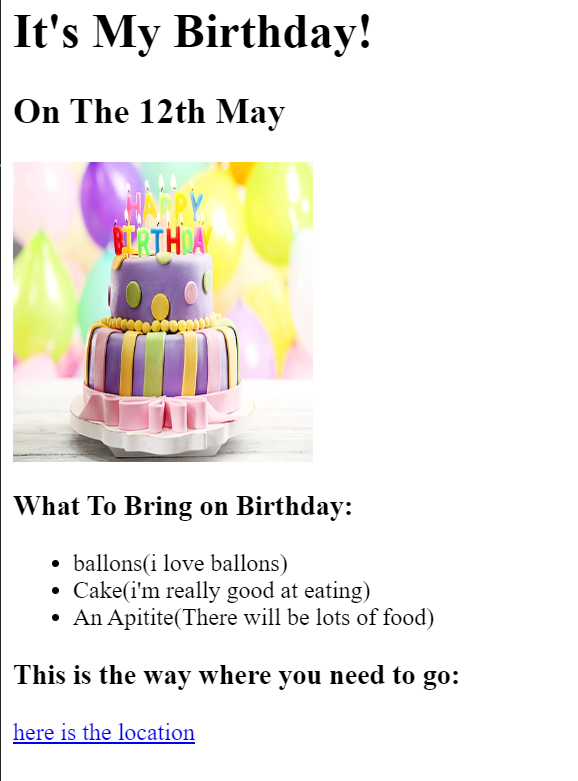 It's My Birthday!
On The 12th May
HAPPY
BIRTHDAY
What To Bring on Birthday:
ballons(i love ballons)
Cake(i'm really good at eating)
An Apitite(There will be lots of food)
This is the way where you need to go:
here is the location